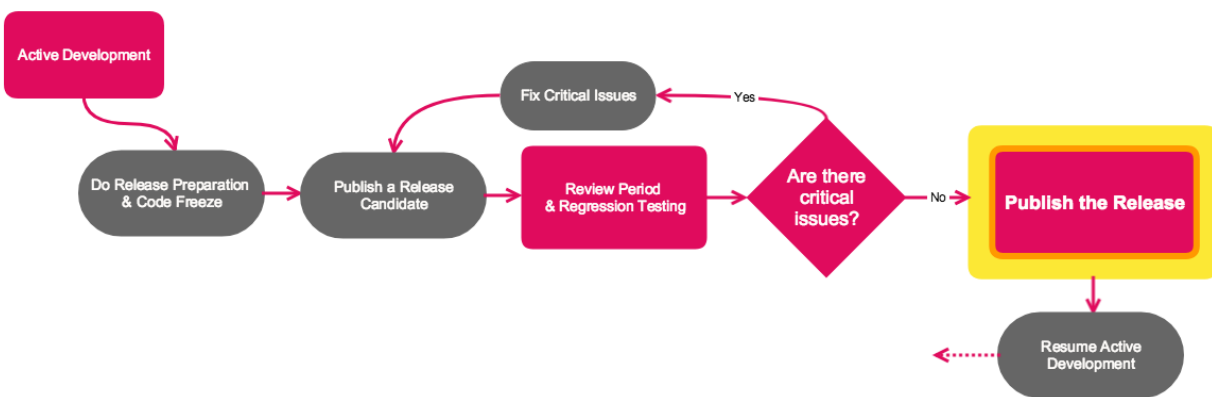 Active Development
Fix Critical Issues
Yes
Do Release Preparation
& Code Freeze
Publish a Release
Candidate
Review Period
& Regression Testing
Are there
critical
issues?
No
Publish the Release
Resume Active
Development